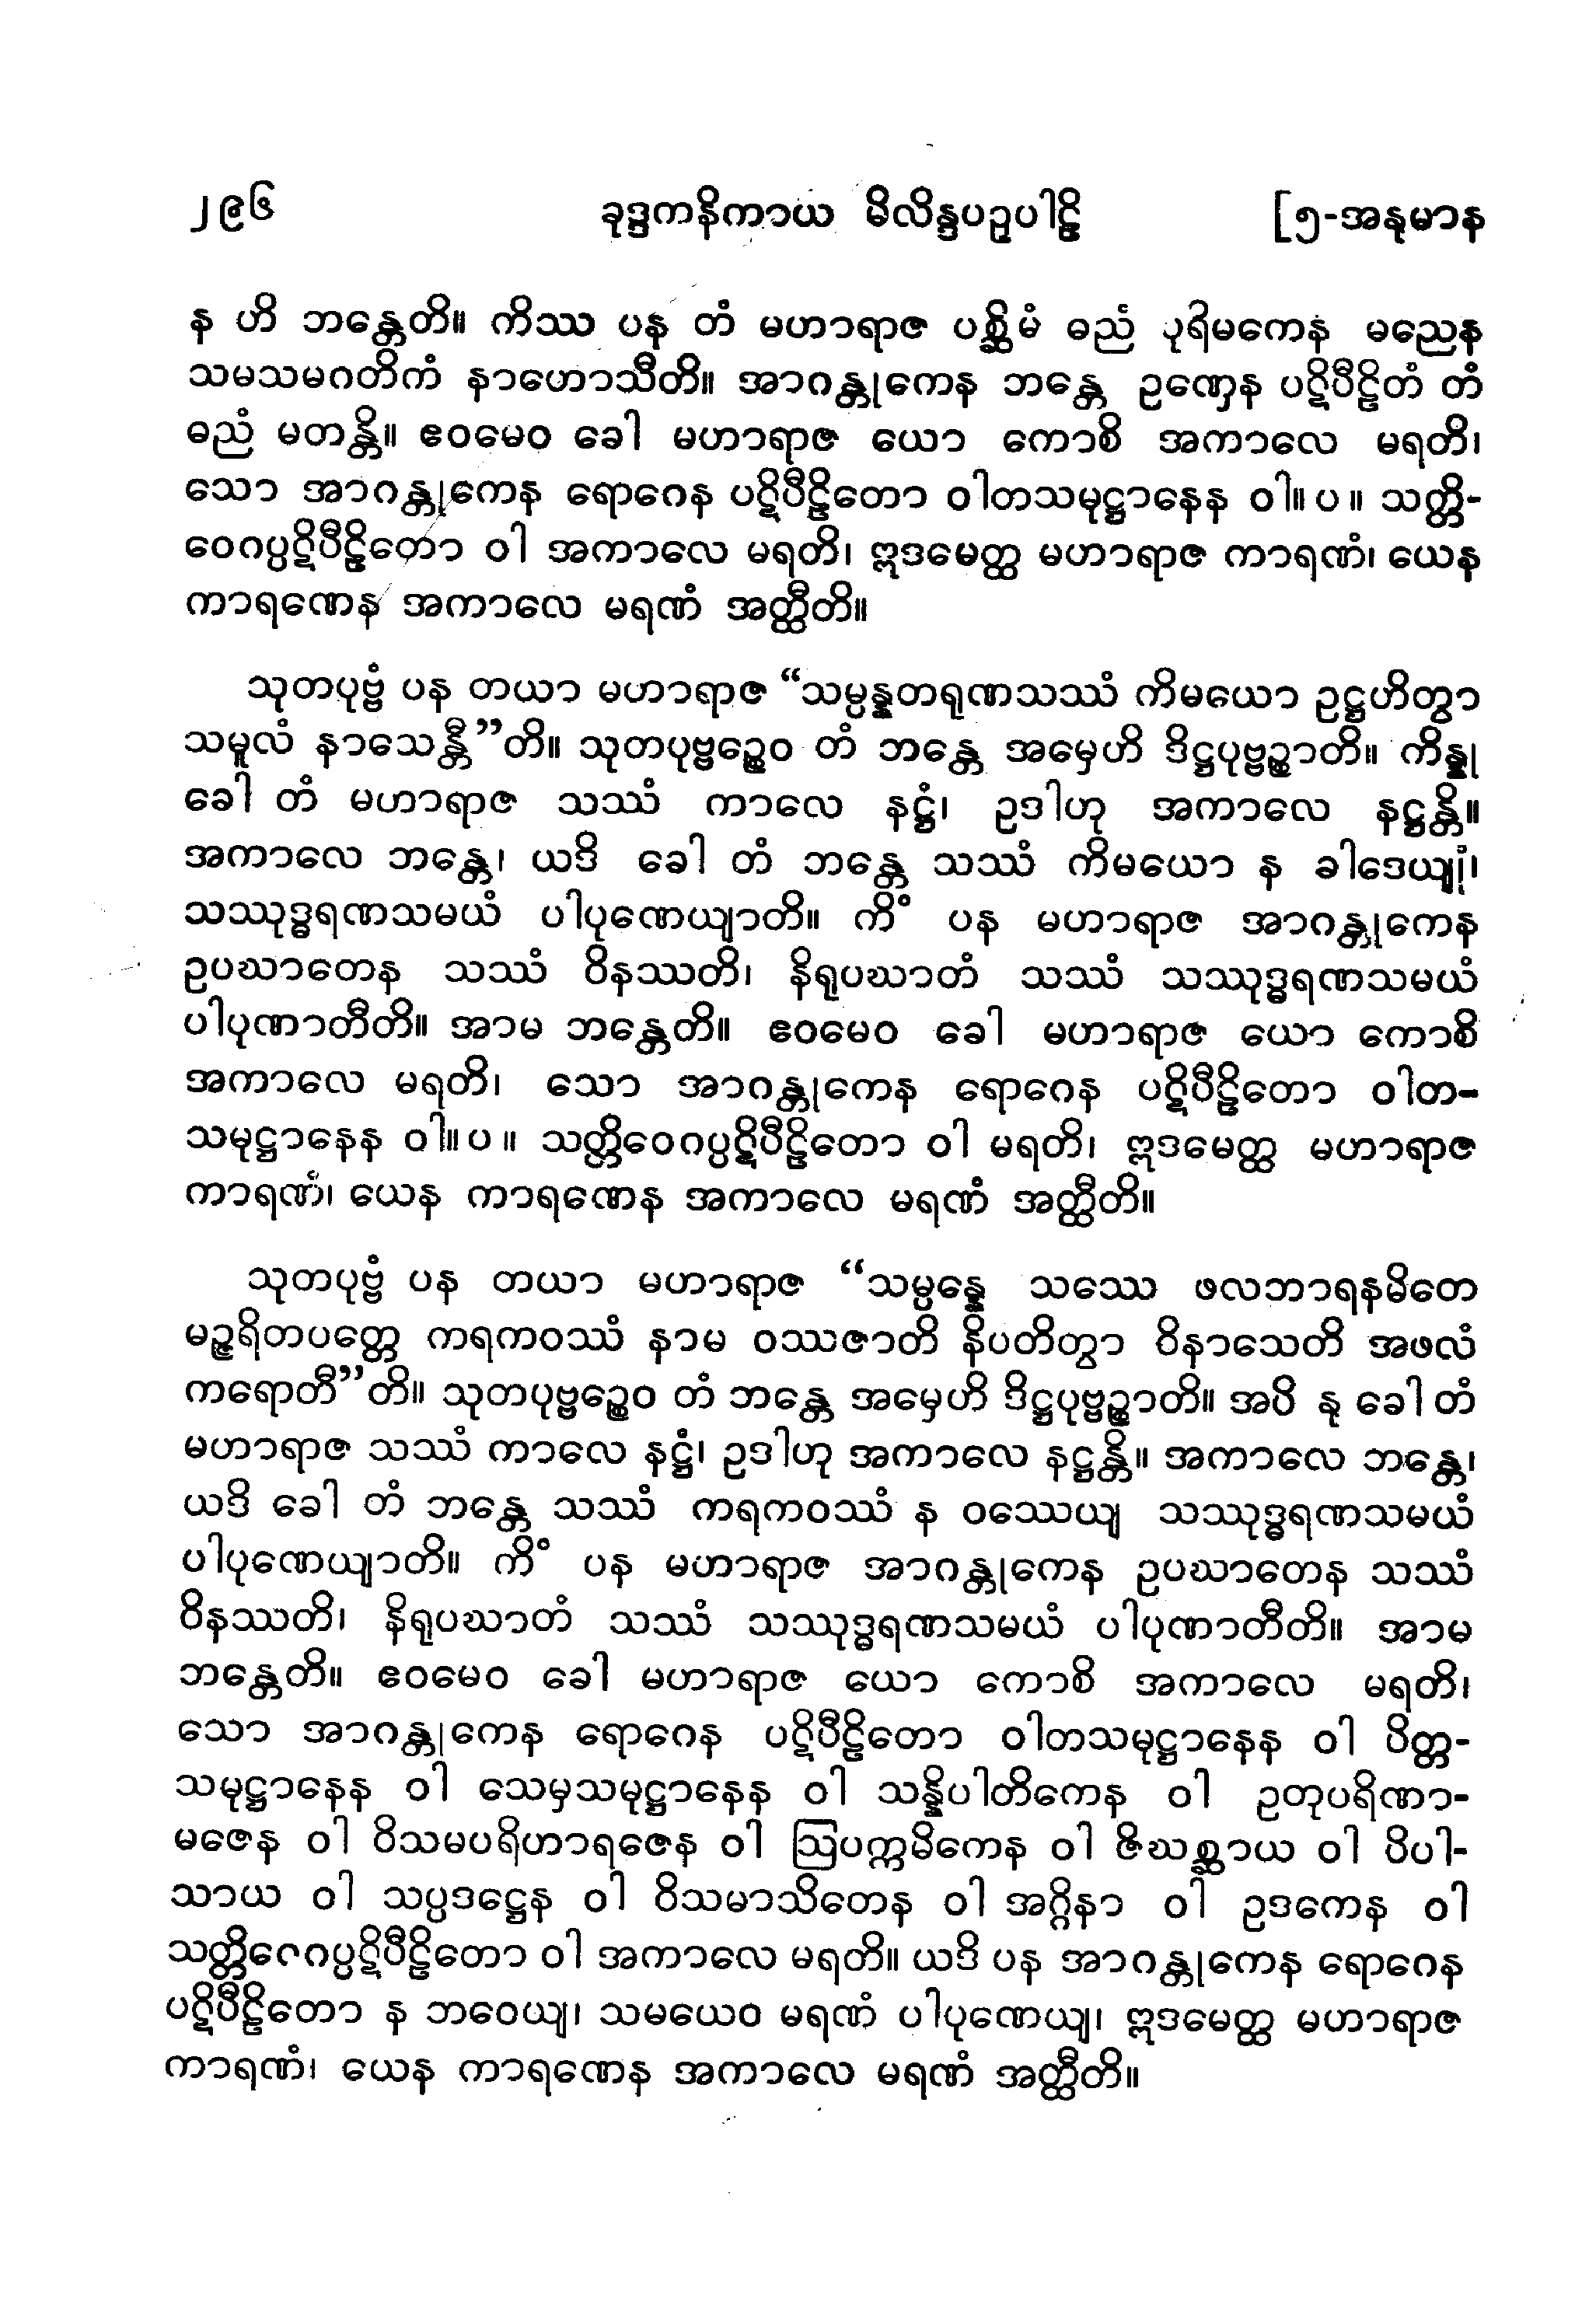 ၂၉၆ ခုဒ္ဒကနိကာယ မိလိန္ဒပဉှပါဠိ [၅-အနုမာန
န ဟိ ဘန္တေတိ။ ကိဿ ပန တံ မဟာရာဇ ပစ္ဆိမံ ဓညံ ပုရိမကေန မညေန
သမသမဂတိကံ နာဟောသီတိ။ အာဂန္တုကေန ဘန္တေ ဥဏှေန ပဋိပီဠိတံ တံ
ဓညံ မတန္တိ။ ဧဝမေဝ ခေါ မဟာရာဇ ယော ကောစိ အကာလေ မရတိ၊
သော အာဂန္တုကေန ရောဂေန ပဋိပီဠိတော ဝါတသမုဋ္ဌာနေန ဝါ။ပ။ သတ္တိ-
ဝေဂပ္ပဋိပီဠိတော ဝါ အကာလေ မရတိ၊ ဣဒမေတ္ထ မဟာရာဇ ကာရဏံ၊ ယေန
ကာရဏေန အကာလေ မရဏံ အတ္ထီတိ။
သုတပုဗ္ဗံ ပန တယာ မဟာရာဇ “သမ္ပန္နတရုဏသဿံ ကိမယော ဥဋ္ဌဟိတွာ
သမူလံ နာသေန္တီ”တိ။ သုတပုဗ္ဗဉ္စေဝ တံ ဘန္တေ အမှေဟိ ဒိဋ္ဌပုဗ္ဗဉ္စာတိ။ ကိန္နု
ခေါ တံ မဟာရာဇ သဿံ ကာလေ နဋ္ဌံ၊ ဥဒါဟု အကာလေ နဋ္ဌန္တိ။
အကာလေ ဘန္တေ၊ ယဒိ ခေါ တံ ဘန္တေ သဿံ ကိမယော န ခါဒေယျုံ၊
သဿုဒ္ဓရဏသမယံ ပါပုဏေယျာတိ။ ကိံ ပန မဟာရာဇ အာဂန္တုကေန
ဥပဃာတေန သဿံ ဝိနဿတိ၊ နိရုပဃာတံ သဿံ သဿုဒ္ဓရဏသမယံ
ပါပုဏာတီတိ။ အာမ ဘန္တေတိ။ ဧဝမေဝ ခေါ မဟာရာဇ ယော ကောစိ
အကာလေ မရတိ၊ သော အာဂန္တုကေန ရောဂေန ပဋိပီဠိတော ဝါတ-
သမုဋ္ဌာနေန ဝါ။ပ။ သတ္တိဝေဂပ္ပဋိပီဠိတော ဝါ မရတိ၊ ဣဒမေတ္ထ မဟာရာဇ
ကာရဏံ၊ ယေန ကာရဏေန အကာလေ မရဏံ အတ္ထီတိ။
သုတပုဗ္ဗံ ပန တယာ မဟာရာဇ “သမ္ပန္နေ သဿေ ဖလဘာရနမိတေ
မဉ္ဇရိတပတ္တေ ကရကဝဿံ နာမ ဝဿဇာတိ နိပတိတွာ ဝိနာသေတိ အဖလံ
ကရောတီ”တိ။ သုတပုဗ္ဗဉ္စေဝ တံ ဘန္တေ အမှေဟိ ဒိဋ္ဌပုဗ္ဗဉ္စာတိ။ အပိ နု ခေါ တံ
မဟာရာဇ သဿံ ကာလေ နဋ္ဌံ၊ ဥဒါဟု အကာလေ နဋ္ဌန္တိ။ အကာလေ ဘန္တေ၊
ယဒိ ခေါ တံ ဘန္တေ သဿံ ကရကဝဿံ န ဝဿေယျ သဿုဒ္ဓရဏသမယံ
ပါပုဏေယျာတိ။ ကိံ ပန မဟာရာဇ အာဂန္တုကေန ဥပဃာတေန သဿံ
ဝိနဿတိ၊ နိရုပဃာတံ သဿံ သဿုဒ္ဓရဏသမယံ ပါပုဏာတီတိ။ အာမ
ဘန္တေတိ။ ဧဝမေဝ ခေါ မဟာရာဇ ယော ကောစိ အကာလေ မရတိ၊
သော အာဂန္တုကေန ရောဂေန ပဋိပီဠိတော ဝါတသမုဋ္ဌာနေန ဝါ ပိတ္တ-
သမုဋ္ဌာနေန ဝါ သေမှသမုဋ္ဌာနေန ဝါ သန္နိပါတိကေန ဝါ ဥတုပရိဏာ-
မဇေန ဝါ ဝိသမပရိဟာရဇေန ဝါ ဩပက္ကမိကေန ဝါ ဇိဃစ္ဆာယ ဝါ ပိပါ-
သာယ ဝါ သပ္ပဒဋ္ဌေန ဝါ ဝိသမာသိတေန ဝါ အဂ္ဂိနာ ဝါ ဥဒကေန ဝါ
သတ္တိဝေဂပ္ပဋိပီဠိတော ဝါ အကာလေ မရတိ။ ယဒိ ပန အာဂန္တုကေန ရောဂေန
ပဋိပီဠိတော န ဘဝေယျ၊ သမယေဝ မရဏံ ပါပုဏေယျ၊ ဣဒမေတ္ထ မဟာရာဇ
ကာရဏံ၊ ယေန ကာရဏေန အကာလေ မရဏံ အတ္ထီတိ။